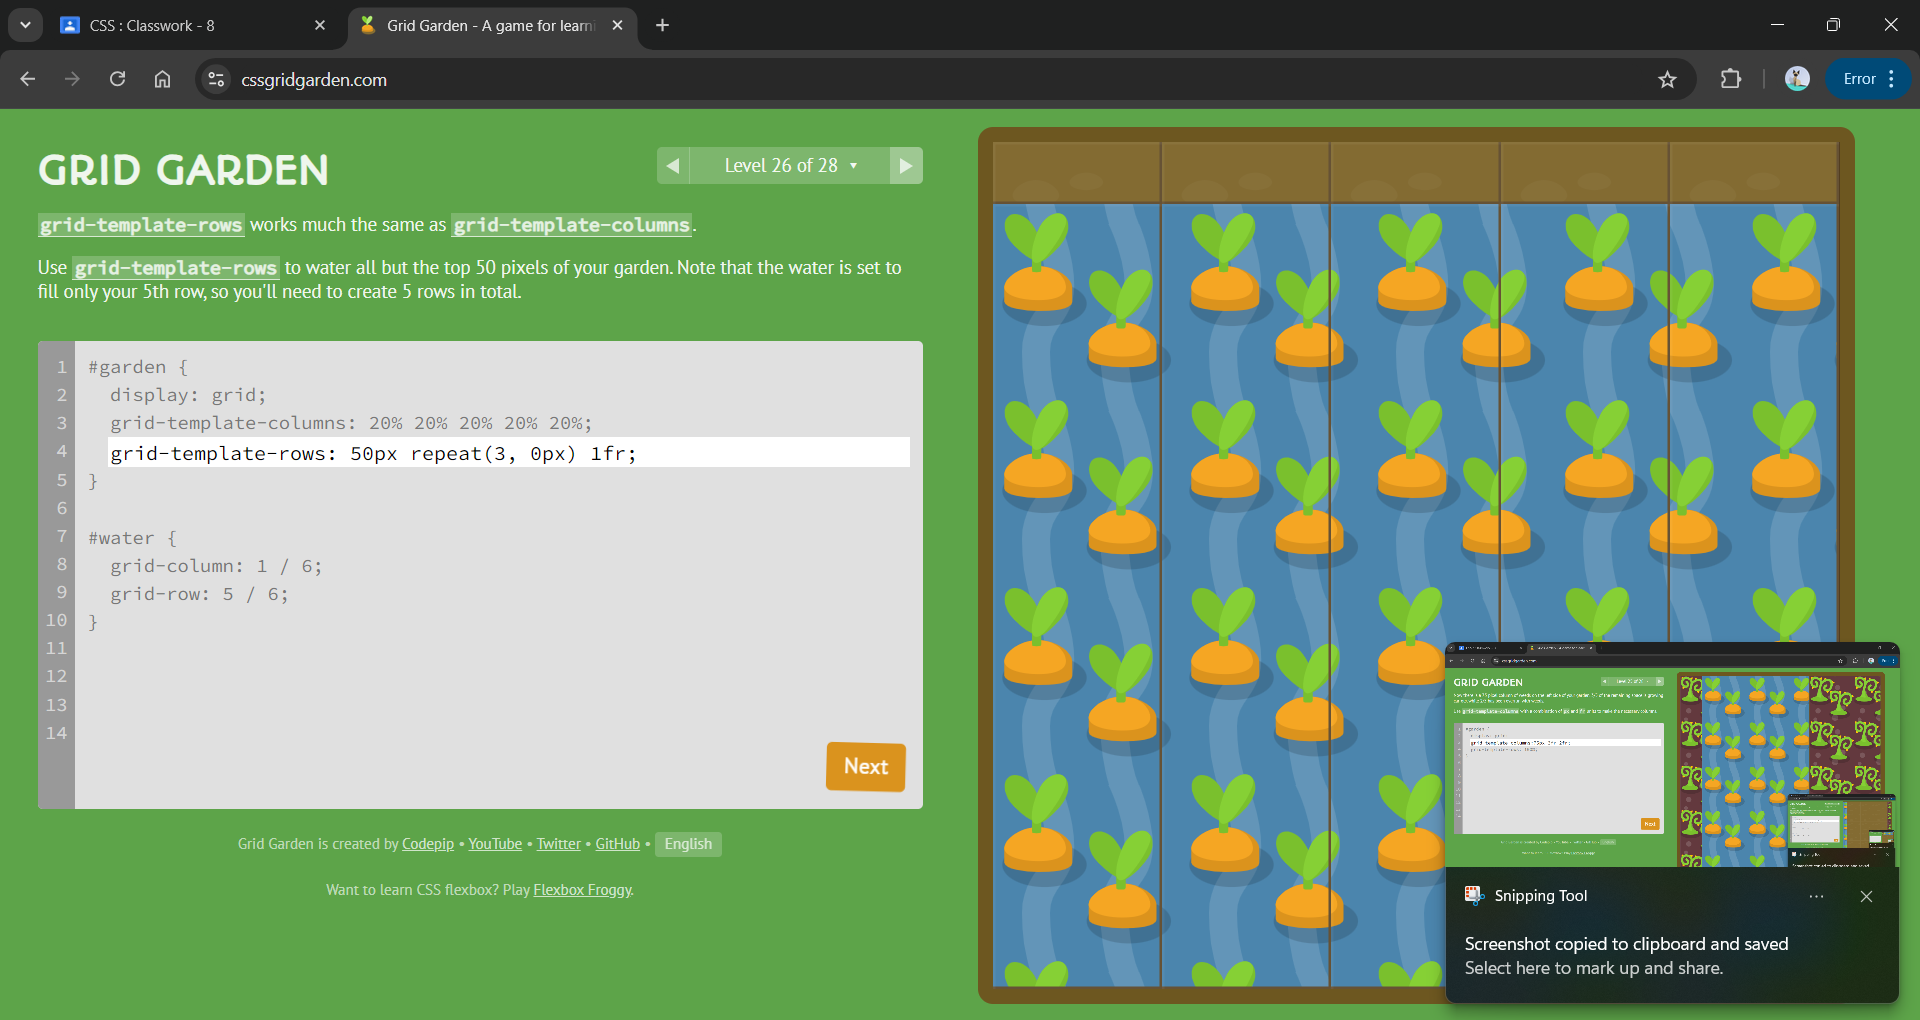 CSS : Classwork - 8
Grid Garden - A game for learni
cssgridgarden.com
Error
GRID GARDEN
Level 26 of 28
grid-template-rows works much the same as grid-template-columns.
Use grid-template-rows to water all but the top 50 pixels of your garden. Note that the water is set to
fill only your 5th row, so you'll need to create 5 rows in total.
1 #garden {
2 display: grid;
3 grid-template-columns: 20% 20% 20% 20% 20%;
4 grid-template-rows: 50px repeat(3, 0px) 1fr;
5 }
6
7 #water {
8 grid-column: 1 / 6;
9 grid-row: 5 / 6;
10 }
11
12
13
14
Next
Grid Garden is created by Codepip • YouTube • Twitter • GitHub • English
Want to learn CSS flexbox? Play Flexbox Froggy.
GRID GARDEN
Next
Snipping Tool
Screenshot copied to clipboard and saved
Select here to mark up and share.